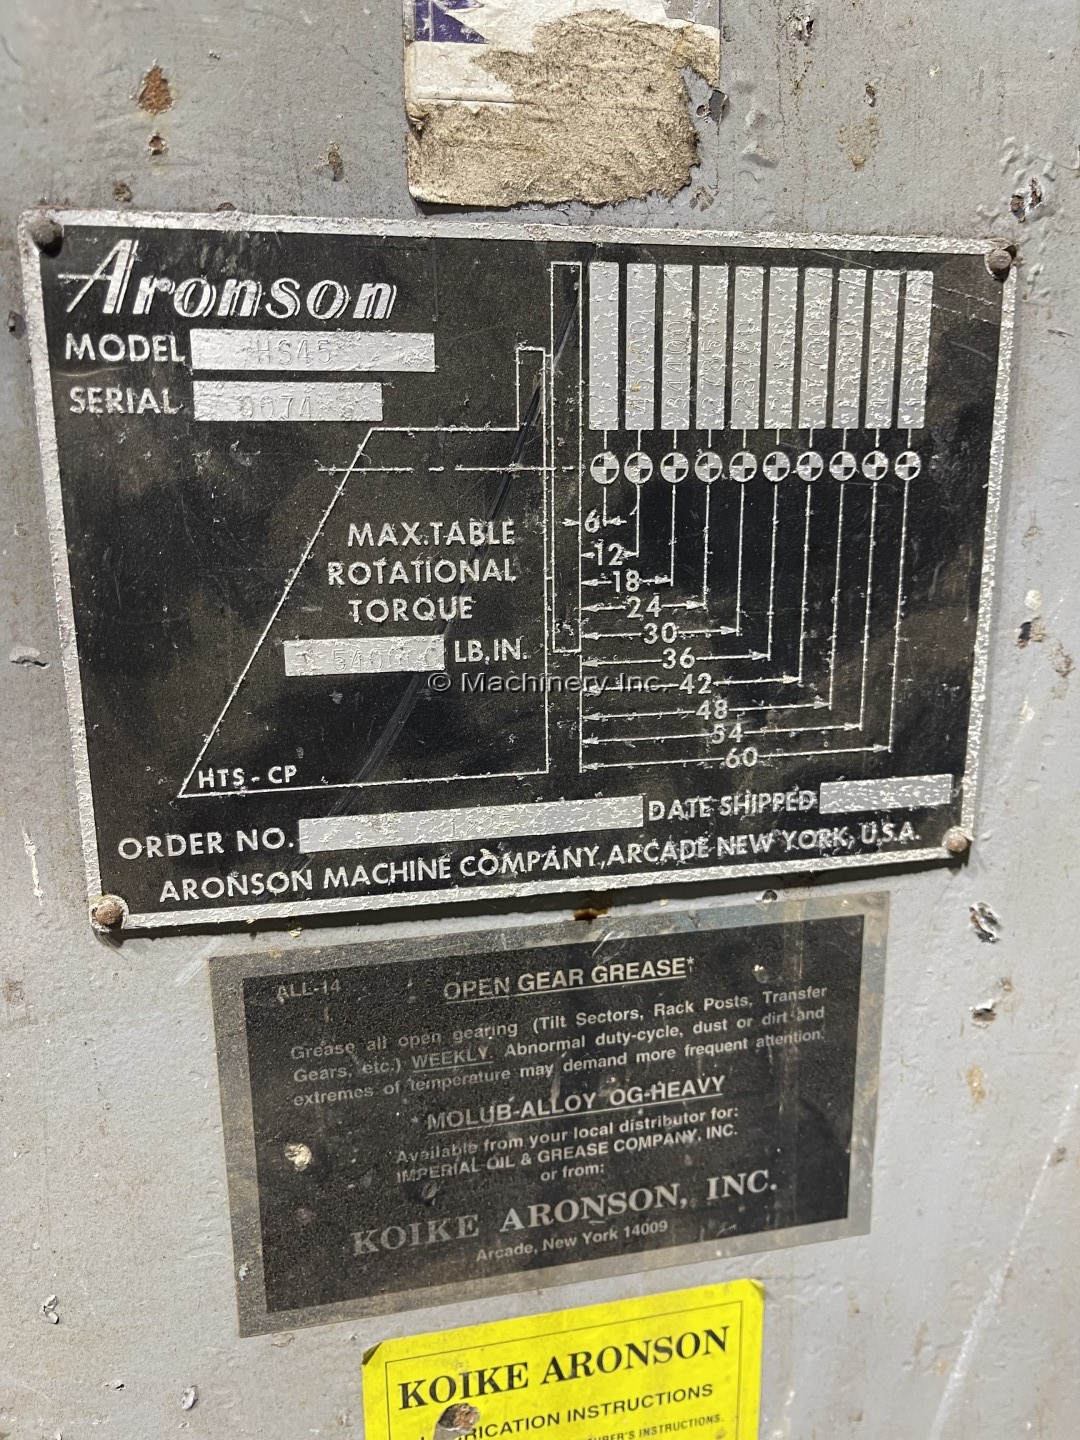 Aronson
MODEL HS45
SERIAL 0074
6
12
18
24
30
36
42
48
54
60
MAX. TABLE
ROTATIONAL
TORQUE
LB. IN.
© Machinery Inc.
HTS - CP
ORDER NO.
DATE SHIPPED
ARONSON MACHINE COMPANY, ARCADE NEW YORK, U.S.A.
ALL-14
OPEN GEAR GREASE*
Grease all open gearing (Tilt Sectors, Rack Posts, Transfer
Gears, etc.) WEEKLY. Abnormal duty-cycle, dust or dirt and
extremes of temperature may demand more frequent attention.
* MOLUB-ALLOY OG-HEAVY
Available from your local distributor for:
IMPERIAL OIL & GREASE COMPANY, INC.
or from:
KOIKE ARONSON, INC.
Arcade, New York 14009
KOIKE ARONSON
INSTRUCTIONS
INSTRUCTIONS.